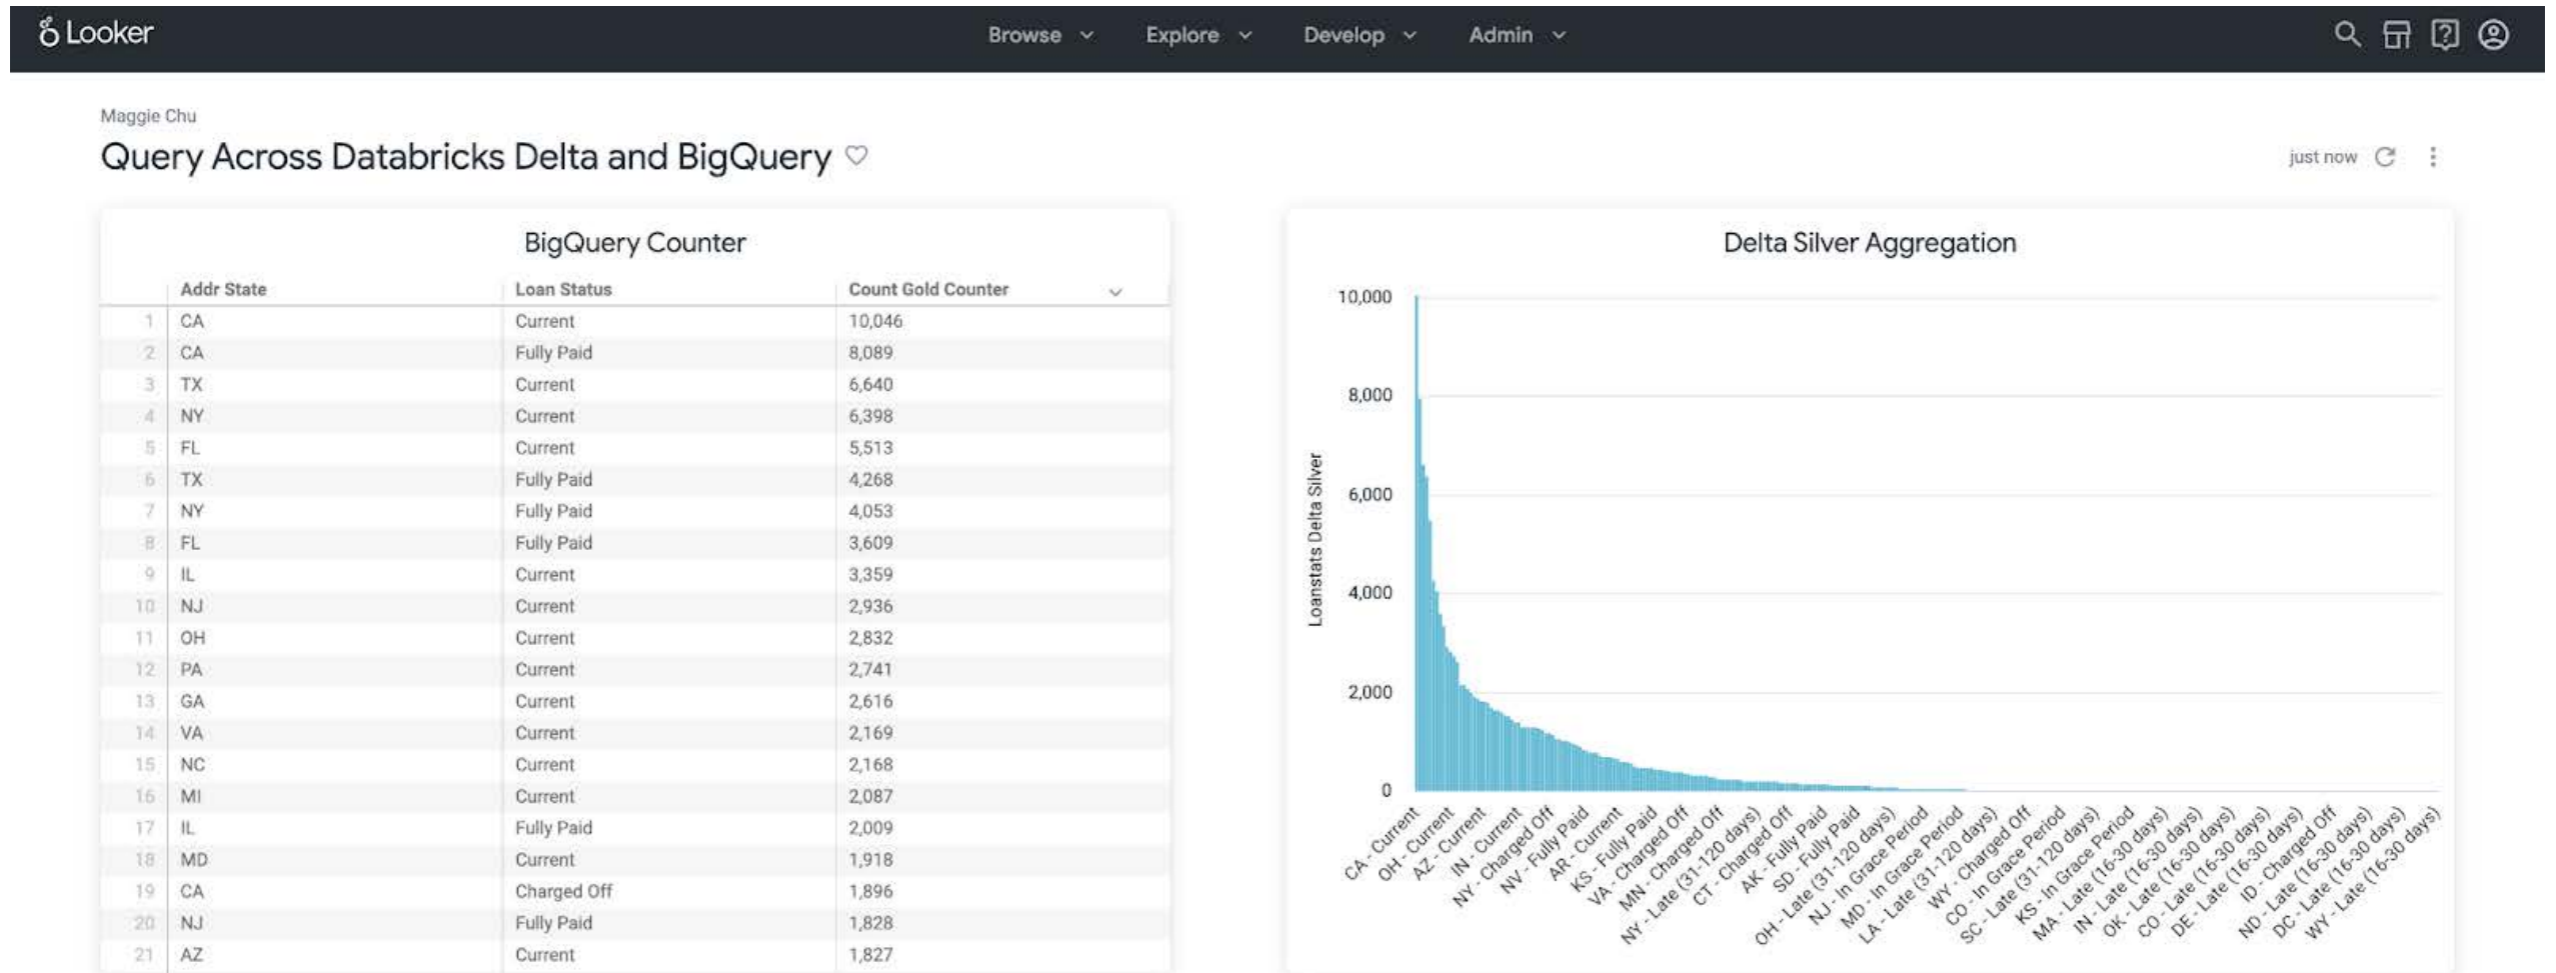 Looker Browse Explore Develop Admin
Maggie Chu
Query Across Databricks Delta and BigQuery
just now
BigQuery Counter
Addr State Loan Status Count Gold Counter
1 CA Current 10,046
2 CA Fully Paid 8,089
3 TX Current 6,640
4 NY Current 6,398
5 FL Current 5,513
6 TX Fully Paid 4,268
7 NY Fully Paid 4,053
8 FL Fully Paid 3,609
9 IL Current 3,359
10 NJ Current 2,936
11 OH Current 2,832
12 PA Current 2,741
13 GA Current 2,616
14 VA Current 2,169
15 NC Current 2,168
16 MI Current 2,087
17 IL Fully Paid 2,009
18 MD Current 1,918
19 CA Charged Off 1,896
20 NJ Fully Paid 1,828
21 AZ Current 1,827
Delta Silver Aggregation
Loanstats Delta Silver
10,000
8,000
6,000
4,000
2,000
0
CA - Current
OH - Current
AZ - Current
IN - Current
NY - Charged Off
NV - Fully Paid
AR - Current
KS - Fully Paid
VA - Charged Off
MN - Charged Off
NY - Late (31-120 days)
CT - Charged Off
AK - Fully Paid
SD - Fully Paid
OH - Late (31-120 days)
NJ - In Grace Period
MD - In Grace Period
LA - Late (31-120 days)
WY - Charged Off
CO - In Grace Period
SC - Late (31-120 days)
KS - In Grace Period
MA - Late (16-30 days)
IN - Late (16-30 days)
OK - Late (16-30 days)
CO - Late (16-30 days)
DE - Late (16-30 days)
ID - Charged Off
ND - Late (16-30 days)
DC - Late (16-30 days)
WY - Late (16-30 days)